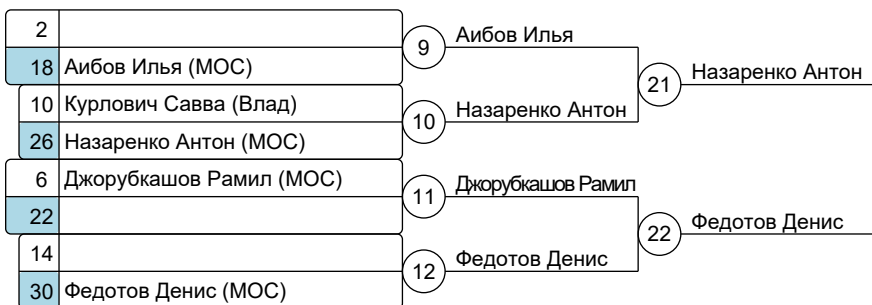 2
18 Аибов Илья (МОС)
9 Аибов Илья
10 Курлович Савва (Влад)
26 Назаренко Антон (МОС)
10 Назаренко Антон
21 Назаренко Антон
6 Джорубкашов Рамил (МОС)
22
11 Джорубкашов Рамил
14
30 Федотов Денис (МОС)
12 Федотов Денис
22 Федотов Денис